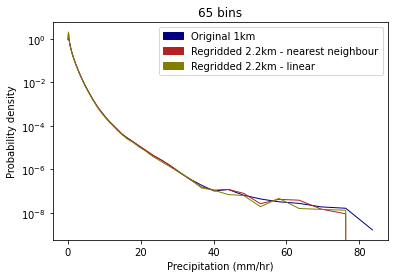 65 bins
Original 1km
Regridded 2.2km - nearest neighbour
Regridded 2.2km - linear
Probability density
10⁰
10⁻²
10⁻⁴
10⁻⁶
10⁻⁸
0 20 40 60 80
Precipitation (mm/hr)